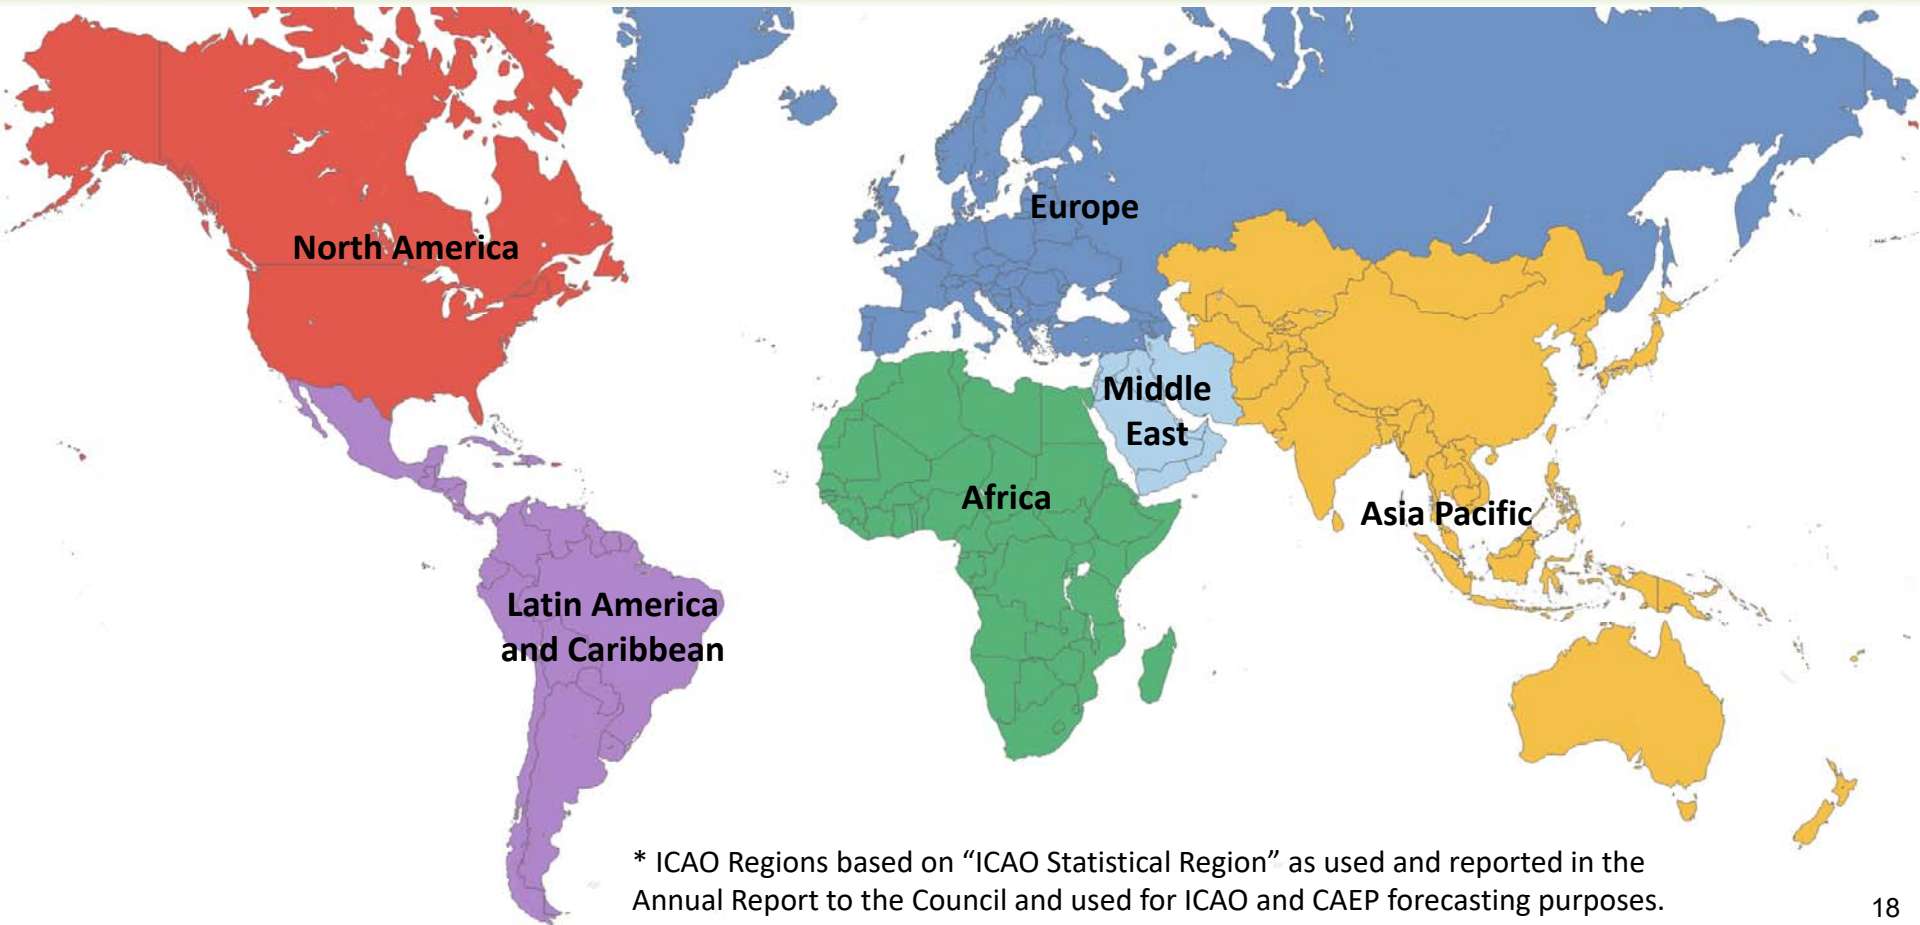 Europe
North America
Middle
East
Africa
Asia Pacific
Latin America
and Caribbean
* ICAO Regions based on “ICAO Statistical Region” as used and reported in the
Annual Report to the Council and used for ICAO and CAEP forecasting purposes.
18